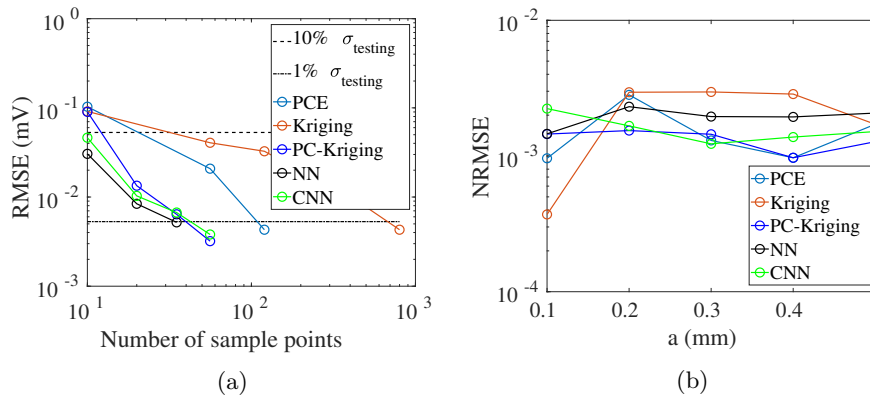 10^0
10^-1
10^-2
10^-3
RMSE (mV)
10^1
10^2
10^3
Number of sample points
10% σ_testing
1% σ_testing
PCE
Kriging
PC-Kriging
NN
CNN
(a)
10^-2
10^-3
10^-4
NRMSE
0.1
0.2
0.3
0.4
a (mm)
PCE
Kriging
PC-Kriging
NN
CNN
(b)